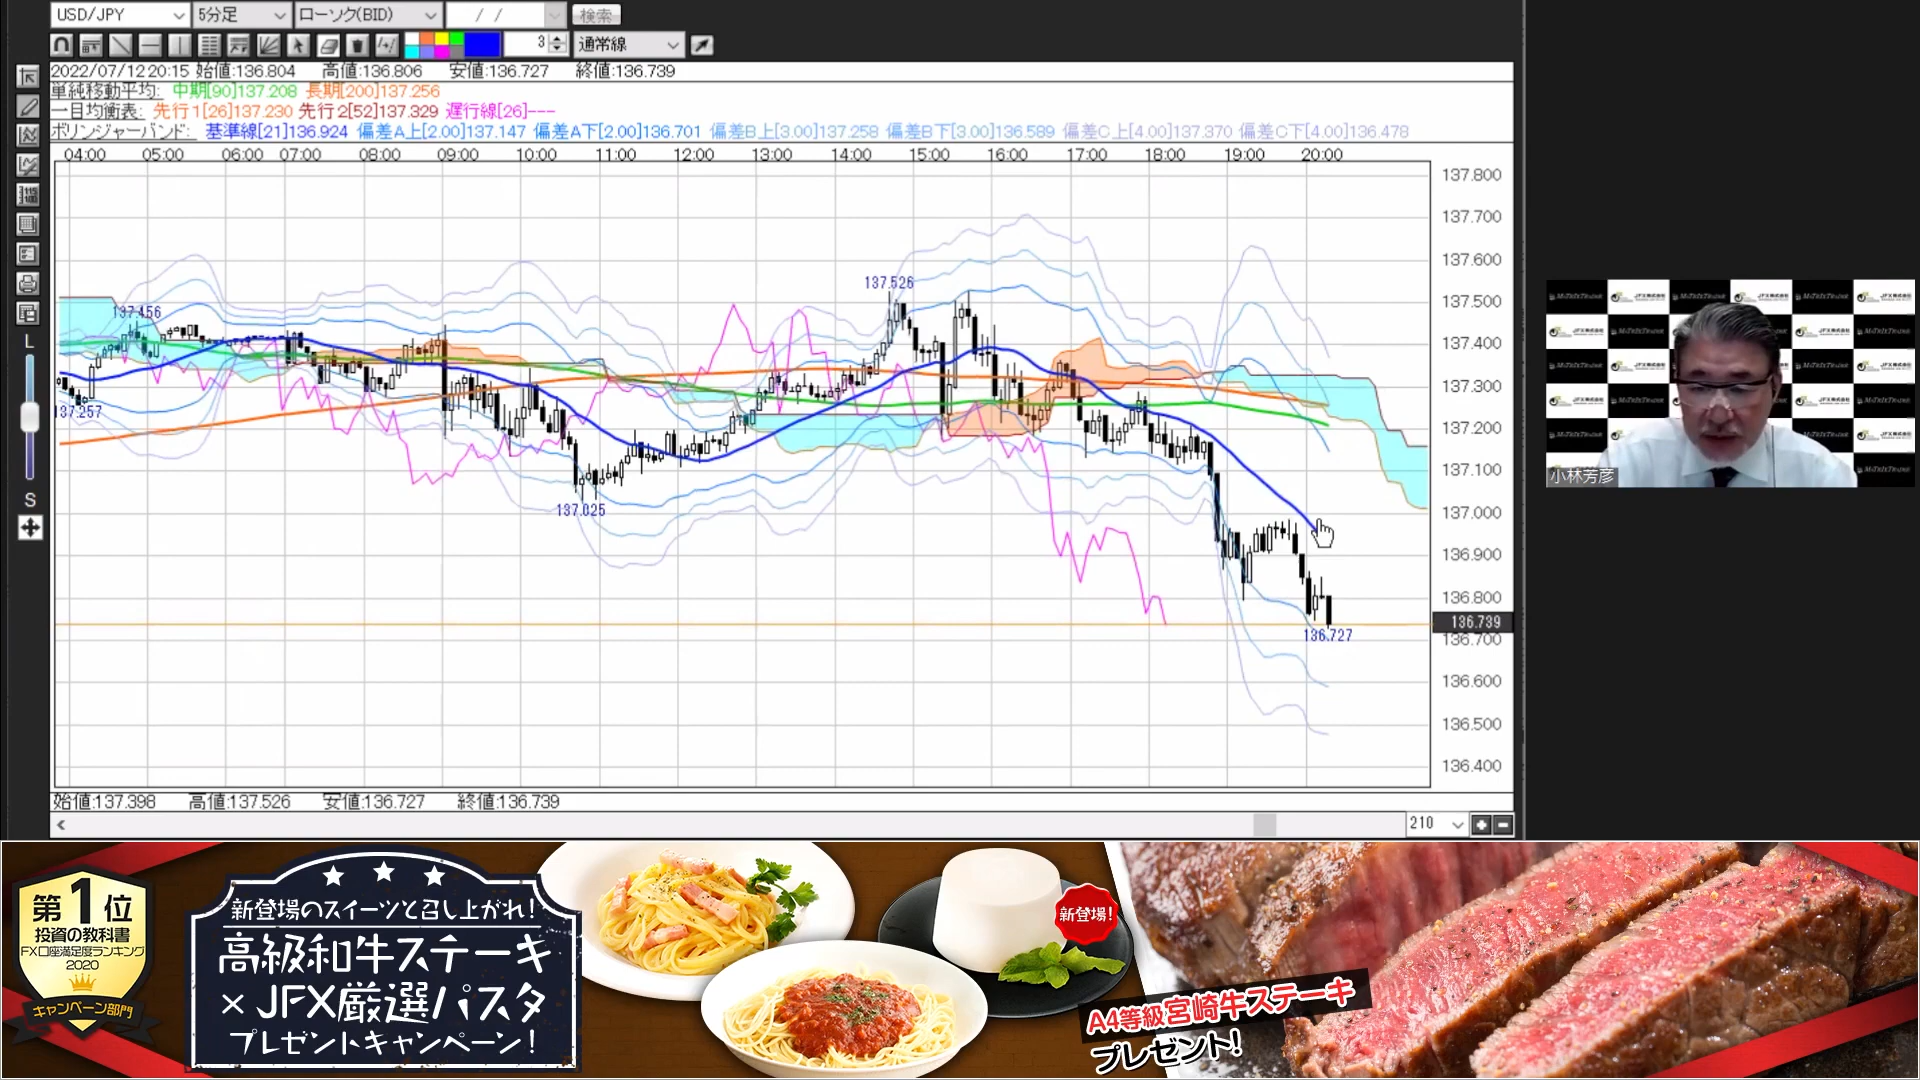 USD/JPY 5分足 ローソク(BID) / / 検索
3 通常線
2022/07/12 20:15 始値:136.804 高値:136.806 安値:136.727 終値:136.739
単純移動平均: 中期[90]137.208 長期[200]137.256
一目均衡表: 先行1[26]137.230 先行2[52]137.329 遅行線[26]---
ボリンジャーバンド: 基準線[21]136.924 偏差A上[2.00]137.147 偏差A下[2.00]136.701 偏差B上[3.00]137.258 偏差B下[3.00]136.589 偏差C上[4.00]137.370 偏差C下[4.00]136.478
04:00 05:00 06:00 07:00 08:00 09:00 10:00 11:00 12:00 13:00 14:00 15:00 16:00 17:00 18:00 19:00 20:00
137.800
137.700
137.600
137.500
137.400
137.300
137.200
137.100
137.000
136.900
136.800
136.739
136.700
136.600
136.500
136.400
137.456
137.257
137.025
137.526
136.727
L
S
始値:137.398 高値:137.526 安値:136.727 終値:136.739
210
小林芳彦
第1位
投資の教科書
FX口座満足度ランキング
2020
キャンペーン部門
新登場のスイーツと召し上がれ!
高級和牛ステーキ
×JFX厳選パスタ
プレゼントキャンペーン!
新登場!
A4等級宮崎牛ステーキ
プレゼント!